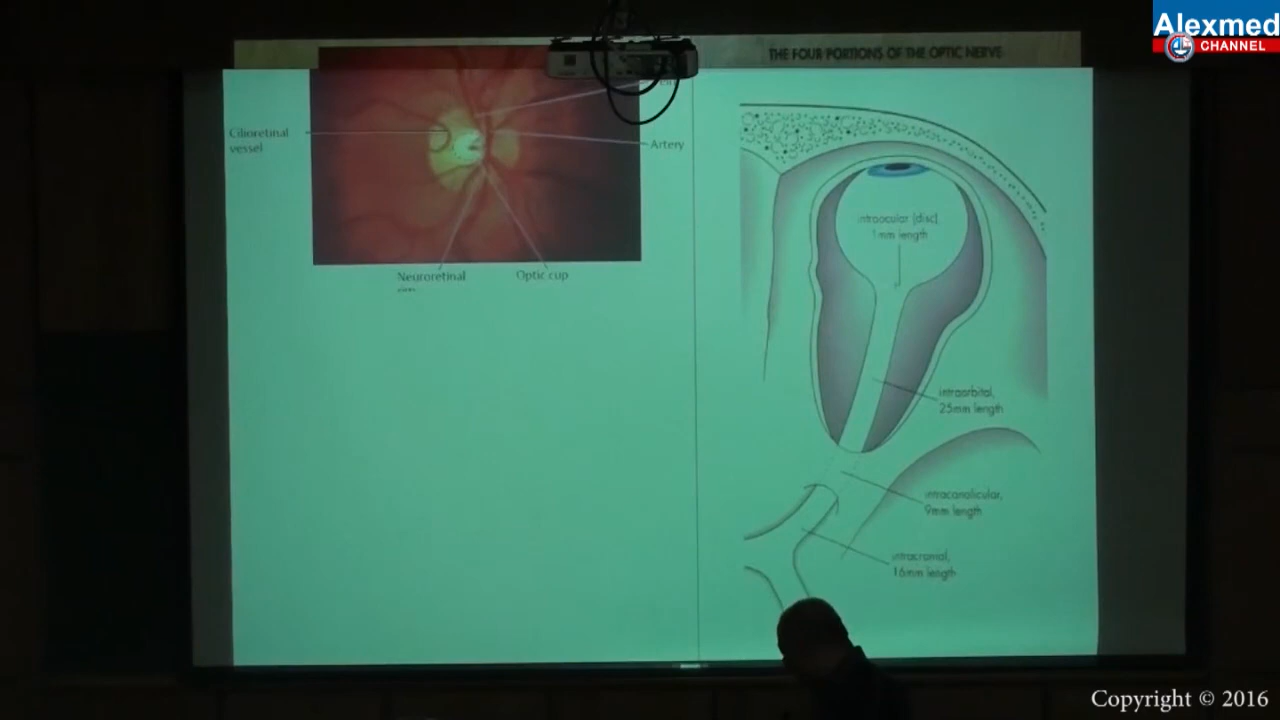 Alexmed
CHANNEL
THE FOUR PORTIONS OF THE OPTIC NERVE
Cilioretinal
vessel
Artery
Neuroretinal
Optic cup
intraocular (disc),
1mm length
intraorbital,
25mm length
intracanalicular,
9mm length
intracranial,
16mm length
Copyright © 2016